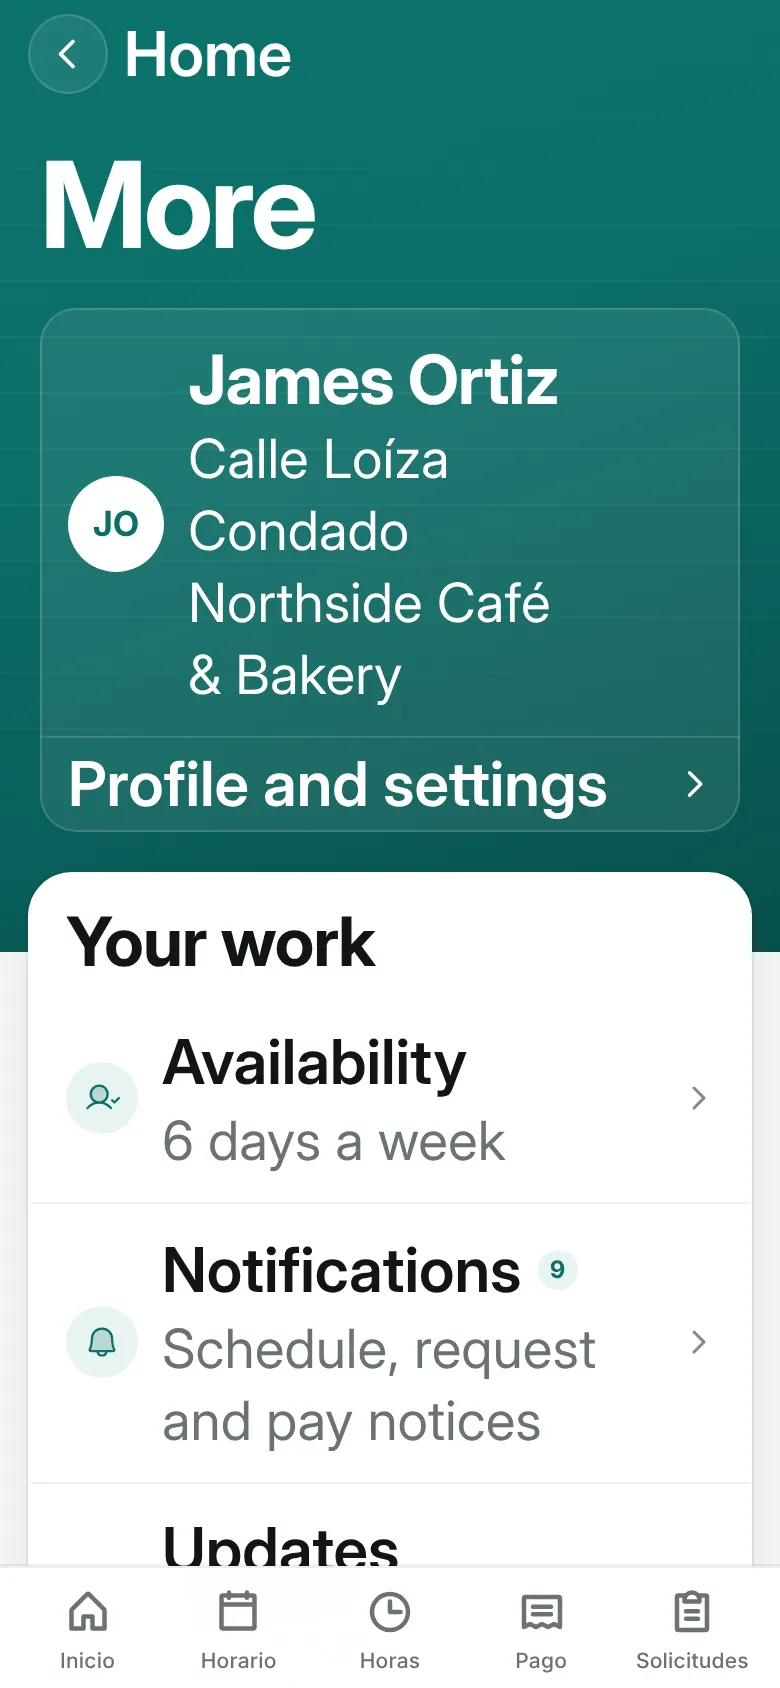 Home
More
James Ortiz
Calle Loíza
Condado
Northside Café
& Bakery
JO
Profile and settings
Your work
Availability
6 days a week
Notifications 9
Schedule, request
and pay notices
Updates
Inicio
Horario
Horas
Pago
Solicitudes